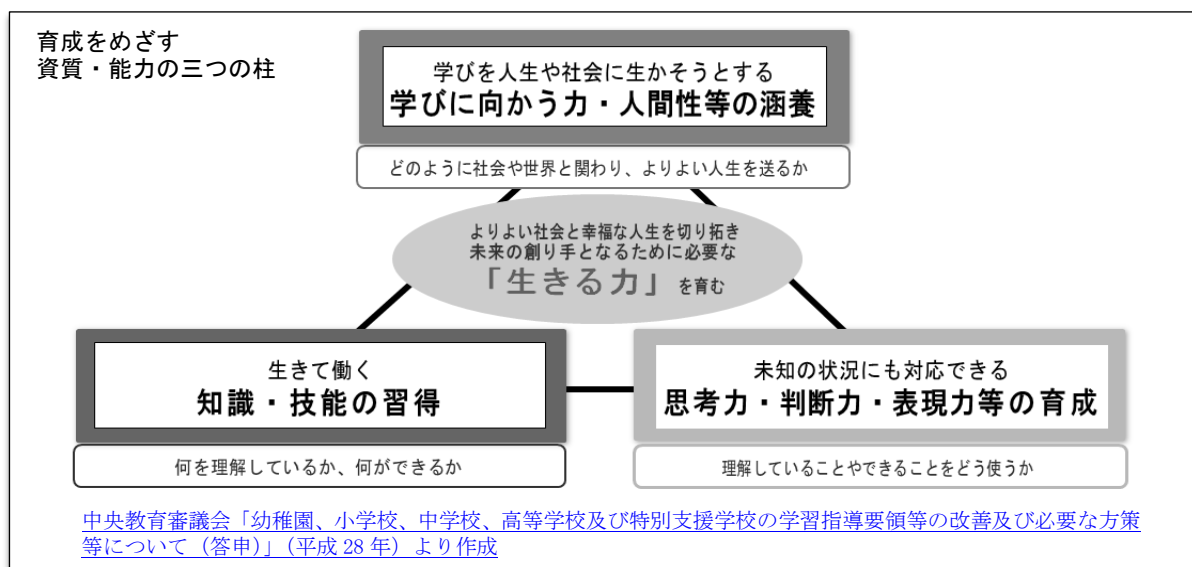 育成をめざす
資質・能力の三つの柱
学びを人生や社会に生かそうとする
学びに向かう力・人間性等の涵養
どのように社会や世界と関わり、よりよい人生を送るか
よりよい社会と幸福な人生を切り拓き
未来の創り手となるために必要な
「生きる力」を育む
生きて働く
知識・技能の習得
何を理解しているか、何ができるか
未知の状況にも対応できる
思考力・判断力・表現力等の育成
理解していることやできることをどう使うか
中央教育審議会「幼稚園、小学校、中学校、高等学校及び特別支援学校の学習指導要領等の改善及び必要な方策
等について（答申）」（平成 28 年）より作成